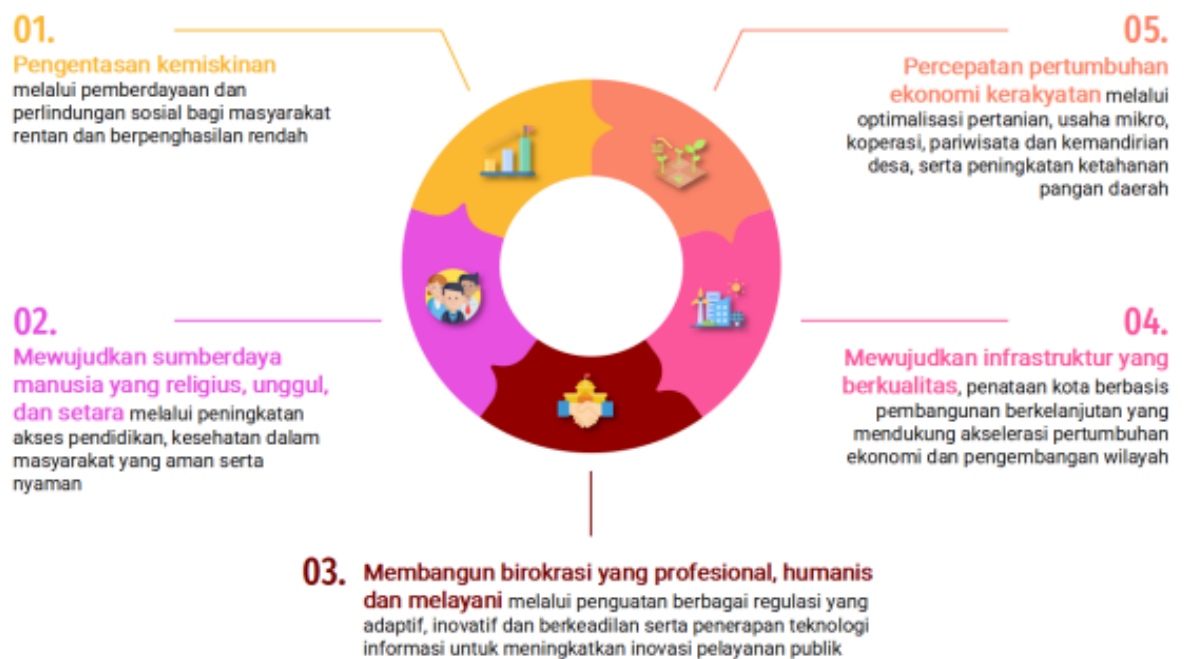 01.
Pengentasan kemiskinan
melalui pemberdayaan dan
perlindungan sosial bagi masyarakat
rentan dan berpenghasilan rendah
02.
Mewujudkan sumberdaya
manusia yang religius, unggul,
dan setara melalui peningkatan
akses pendidikan, kesehatan dalam
masyarakat yang aman serta
nyaman
03.
Membangun birokrasi yang profesional, humanis
dan melayani melalui penguatan berbagai regulasi yang
adaptif, inovatif dan berkeadilan serta penerapan teknologi
informasi untuk meningkatkan inovasi pelayanan publik
04.
Mewujudkan infrastruktur yang
berkualitas, penataan kota berbasis
pembangunan berkelanjutan yang
mendukung akselerasi pertumbuhan
ekonomi dan pengembangan wilayah
05.
Percepatan pertumbuhan
ekonomi kerakyatan melalui
optimalisasi pertanian, usaha mikro,
koperasi, pariwisata dan kemandirian
desa, serta peningkatan ketahanan
pangan daerah